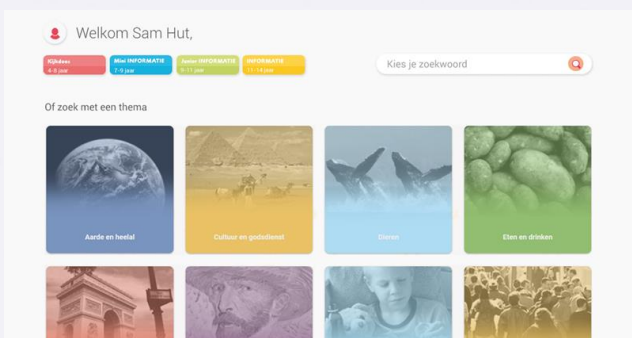 Welkom Sam Hut,
Kijkdoos
4-8 jaar
Mini INFORMATIE
7-9 jaar
Junior INFORMATIE
9-11 jaar
INFORMATIE
11-14 jaar
Kies je zoekwoord
Of zoek met een thema
Aarde en heelal
Cultuur en godsdienst
Dieren
Eten en drinken